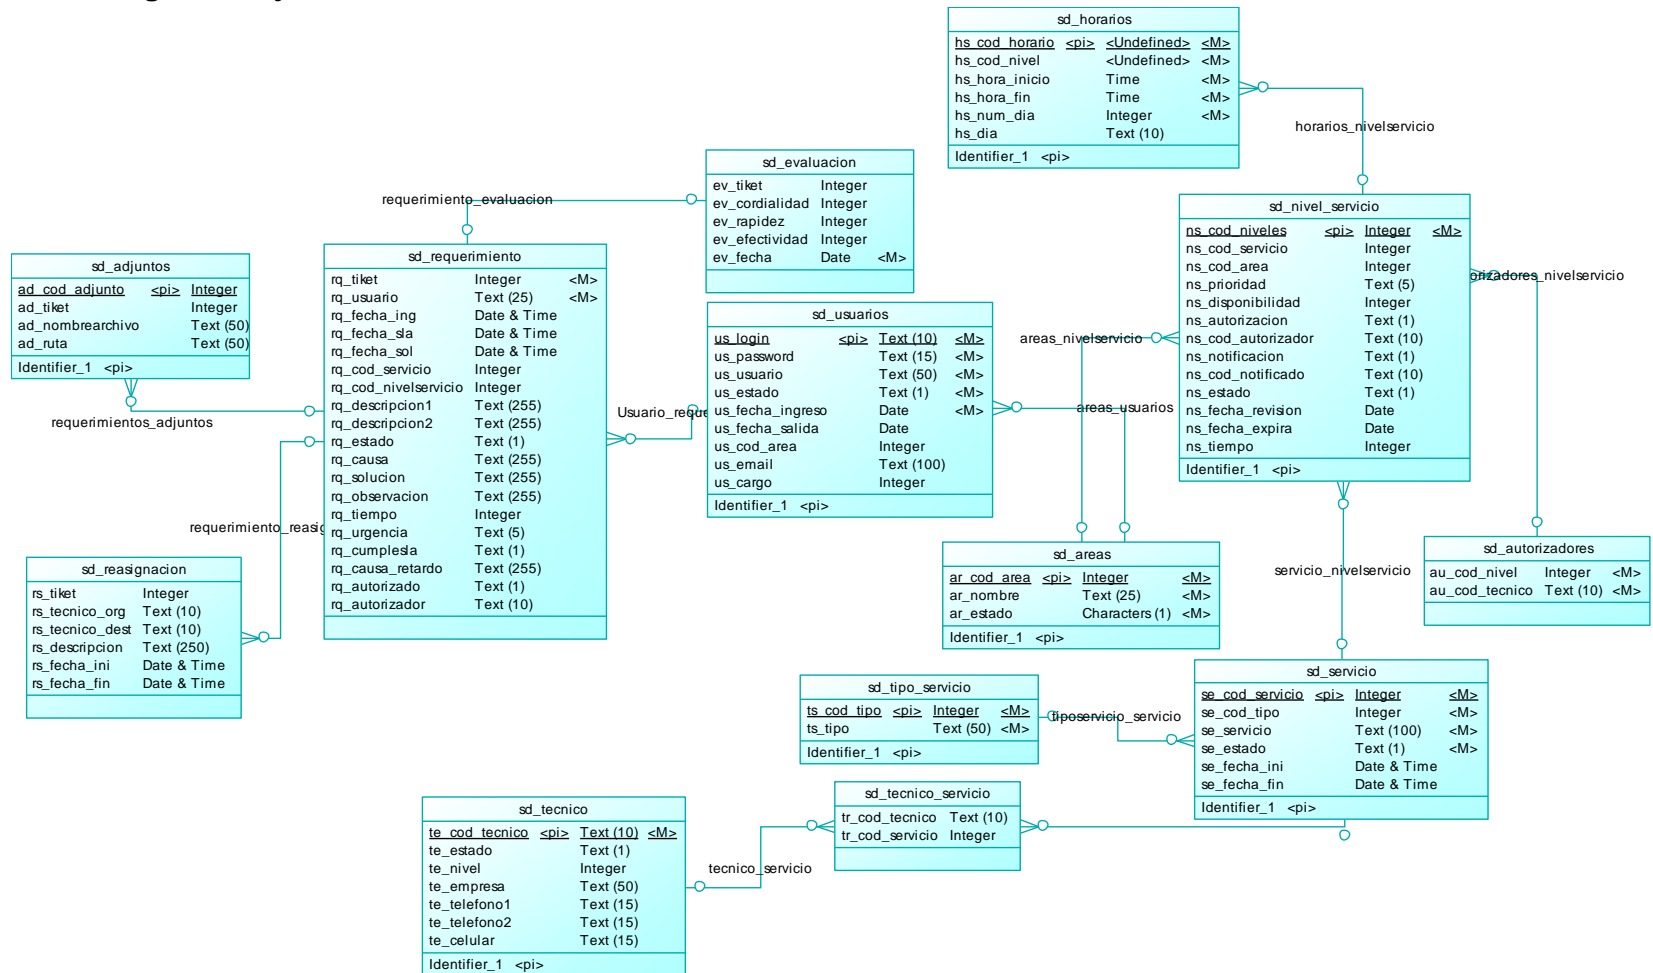 sd_horarios
hs_cod_horario <pi> <Undefined> <M>
hs_cod_nivel <Undefined> <M>
hs_hora_inicio Time <M>
hs_hora_fin Time <M>
hs_num_dia Integer <M>
hs_dia Text (10)
Identifier_1 <pi>
horarios_nivelservicio
sd_evaluacion
ev_tiket Integer
ev_cordialidad Integer
ev_rapidez Integer
ev_efectividad Integer
ev_fecha Date <M>
requerimiento_evaluacion
sd_nivel_servicio
ns_cod_niveles <pi> Integer <M>
ns_cod_servicio Integer
ns_cod_area Integer
ns_prioridad Text (5)
ns_disponibilidad Integer
ns_autorizacion Text (1)
ns_cod_autorizador Text (10)
ns_notificacion Text (1)
ns_cod_notificado Text (10)
ns_estado Text (1)
ns_fecha_revision Date
ns_fecha_expira Date
ns_tiempo Integer
Identifier_1 <pi>
orizadores_nivelservicio
sd_adjuntos
ad_cod_adjunto <pi> Integer
ad_tiket Integer
ad_nombrearchivo Text (50)
ad_ruta Text (50)
Identifier_1 <pi>
requerimientos_adjuntos
sd_requerimiento
rq_tiket Integer <M>
rq_usuario Text (25) <M>
rq_fecha_ing Date & Time
rq_fecha_sla Date & Time
rq_fecha_sol Date & Time
rq_cod_servicio Integer
rq_cod_nivelservicio Integer
rq_descripcion1 Text (255)
rq_descripcion2 Text (255)
rq_estado Text (1)
rq_causa Text (255)
rq_solucion Text (255)
rq_observacion Text (255)
rq_tiempo Integer
rq_urgencia Text (5)
rq_cumplesla Text (1)
rq_causa_retardo Text (255)
rq_autorizado Text (1)
rq_autorizador Text (10)
Usuario_reque
sd_usuarios
us_login <pi> Text (10) <M>
us_password Text (15) <M>
us_usuario Text (50) <M>
us_estado Text (1) <M>
us_fecha_ingreso Date <M>
us_fecha_salida Date
us_cod_area Integer
us_email Text (100)
us_cargo Integer
Identifier_1 <pi>
areas_nivelservicio
areas_usuarios
requerimiento_reasig
sd_reasignacion
rs_tiket Integer
rs_tecnico_org Text (10)
rs_tecnico_dest Text (10)
rs_descripcion Text (250)
rs_fecha_ini Date & Time
rs_fecha_fin Date & Time
sd_areas
ar_cod_area <pi> Integer <M>
ar_nombre Text (25) <M>
ar_estado Characters (1) <M>
Identifier_1 <pi>
servicio_nivelservicio
sd_autorizadores
au_cod_nivel Integer <M>
au_cod_tecnico Text (10) <M>
sd_tipo_servicio
ts_cod_tipo <pi> Integer <M>
ts_tipo Text (50) <M>
Identifier_1 <pi>
tiposervicio_servicio
sd_servicio
se_cod_servicio <pi> Integer <M>
se_cod_tipo Integer <M>
se_servicio Text (100) <M>
se_estado Text (1) <M>
se_fecha_ini Date & Time
se_fecha_fin Date & Time
Identifier_1 <pi>
sd_tecnico_servicio
tr_cod_tecnico Text (10)
tr_cod_servicio Integer
tecnico_servicio
sd_tecnico
te_cod_tecnico <pi> Text (10) <M>
te_estado Text (1)
te_nivel Integer
te_empresa Text (50)
te_telefono1 Text (15)
te_telefono2 Text (15)
te_celular Text (15)
Identifier_1 <pi>